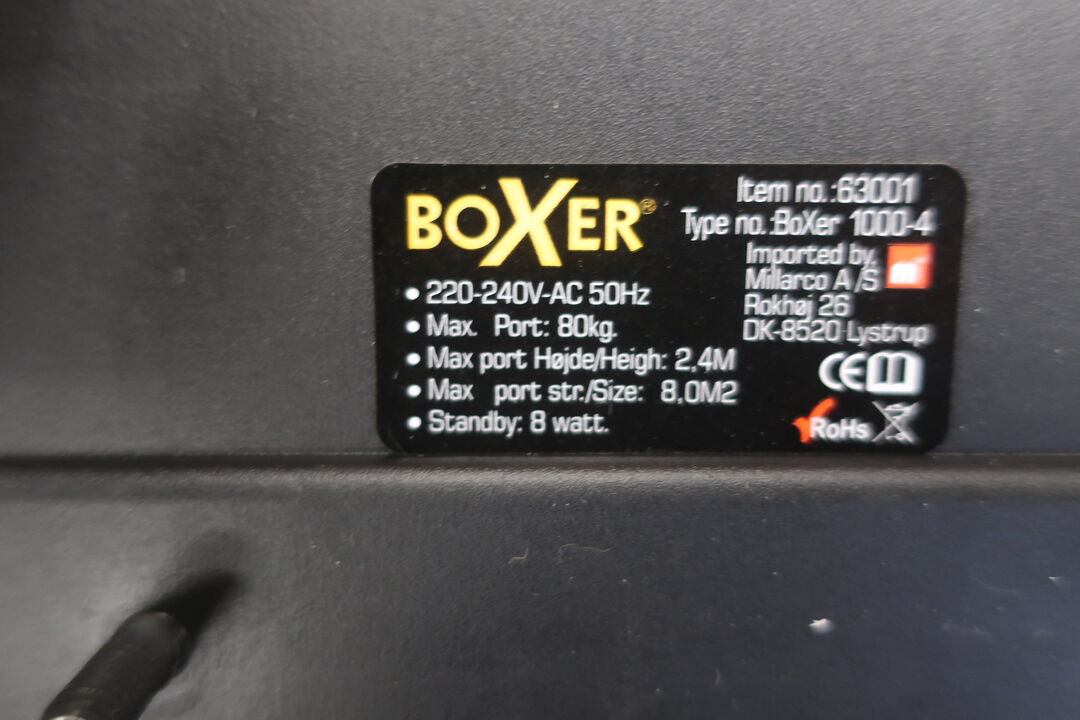 BOXER®
• 220-240V-AC 50Hz
• Max. Port: 80kg.
• Max port Højde/Heigh: 2,4M
• Max port str./Size: 8,0M2
• Standby: 8 watt.
Item no.:63001
Type no.:BoXer 1000-4
Imported by.
Millarco A/S
m
Rokhøj 26
DK-8520 Lystrup
CE
RoHs